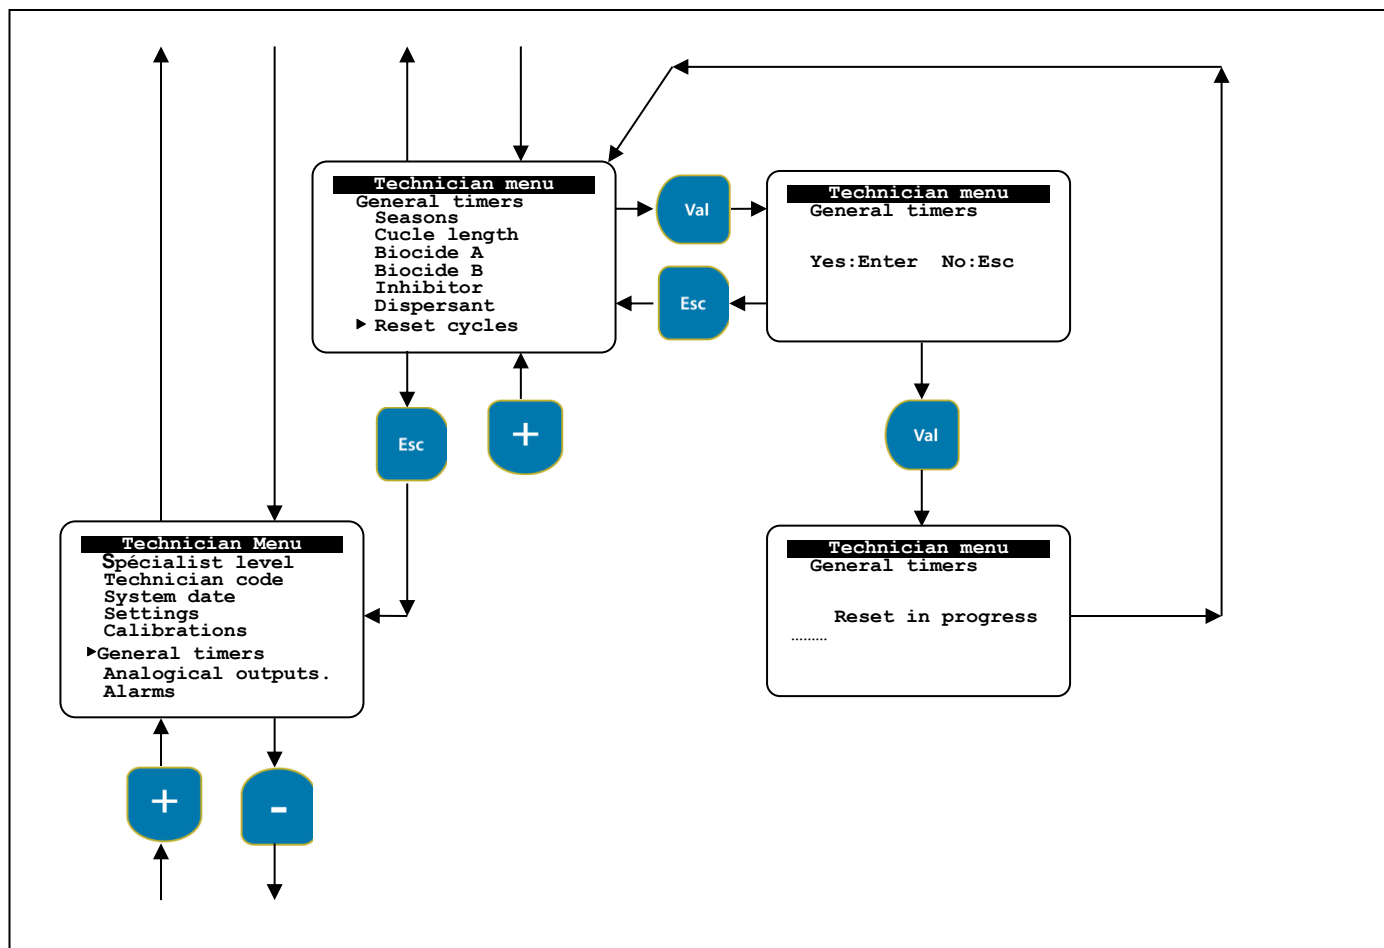 Technician menu
General timers
Seasons
Cucle length
Biocide A
Biocide B
Inhibitor
Dispersant
Reset cycles
Val
Esc
Technician menu
General timers
Yes:Enter No:Esc
Esc
+
Val
Technician Menu
Spécialist level
Technician code
System date
Settings
Calibrations
General timers
Analogical outputs.
Alarms
Technician menu
General timers
Reset in progress
.........
+
-